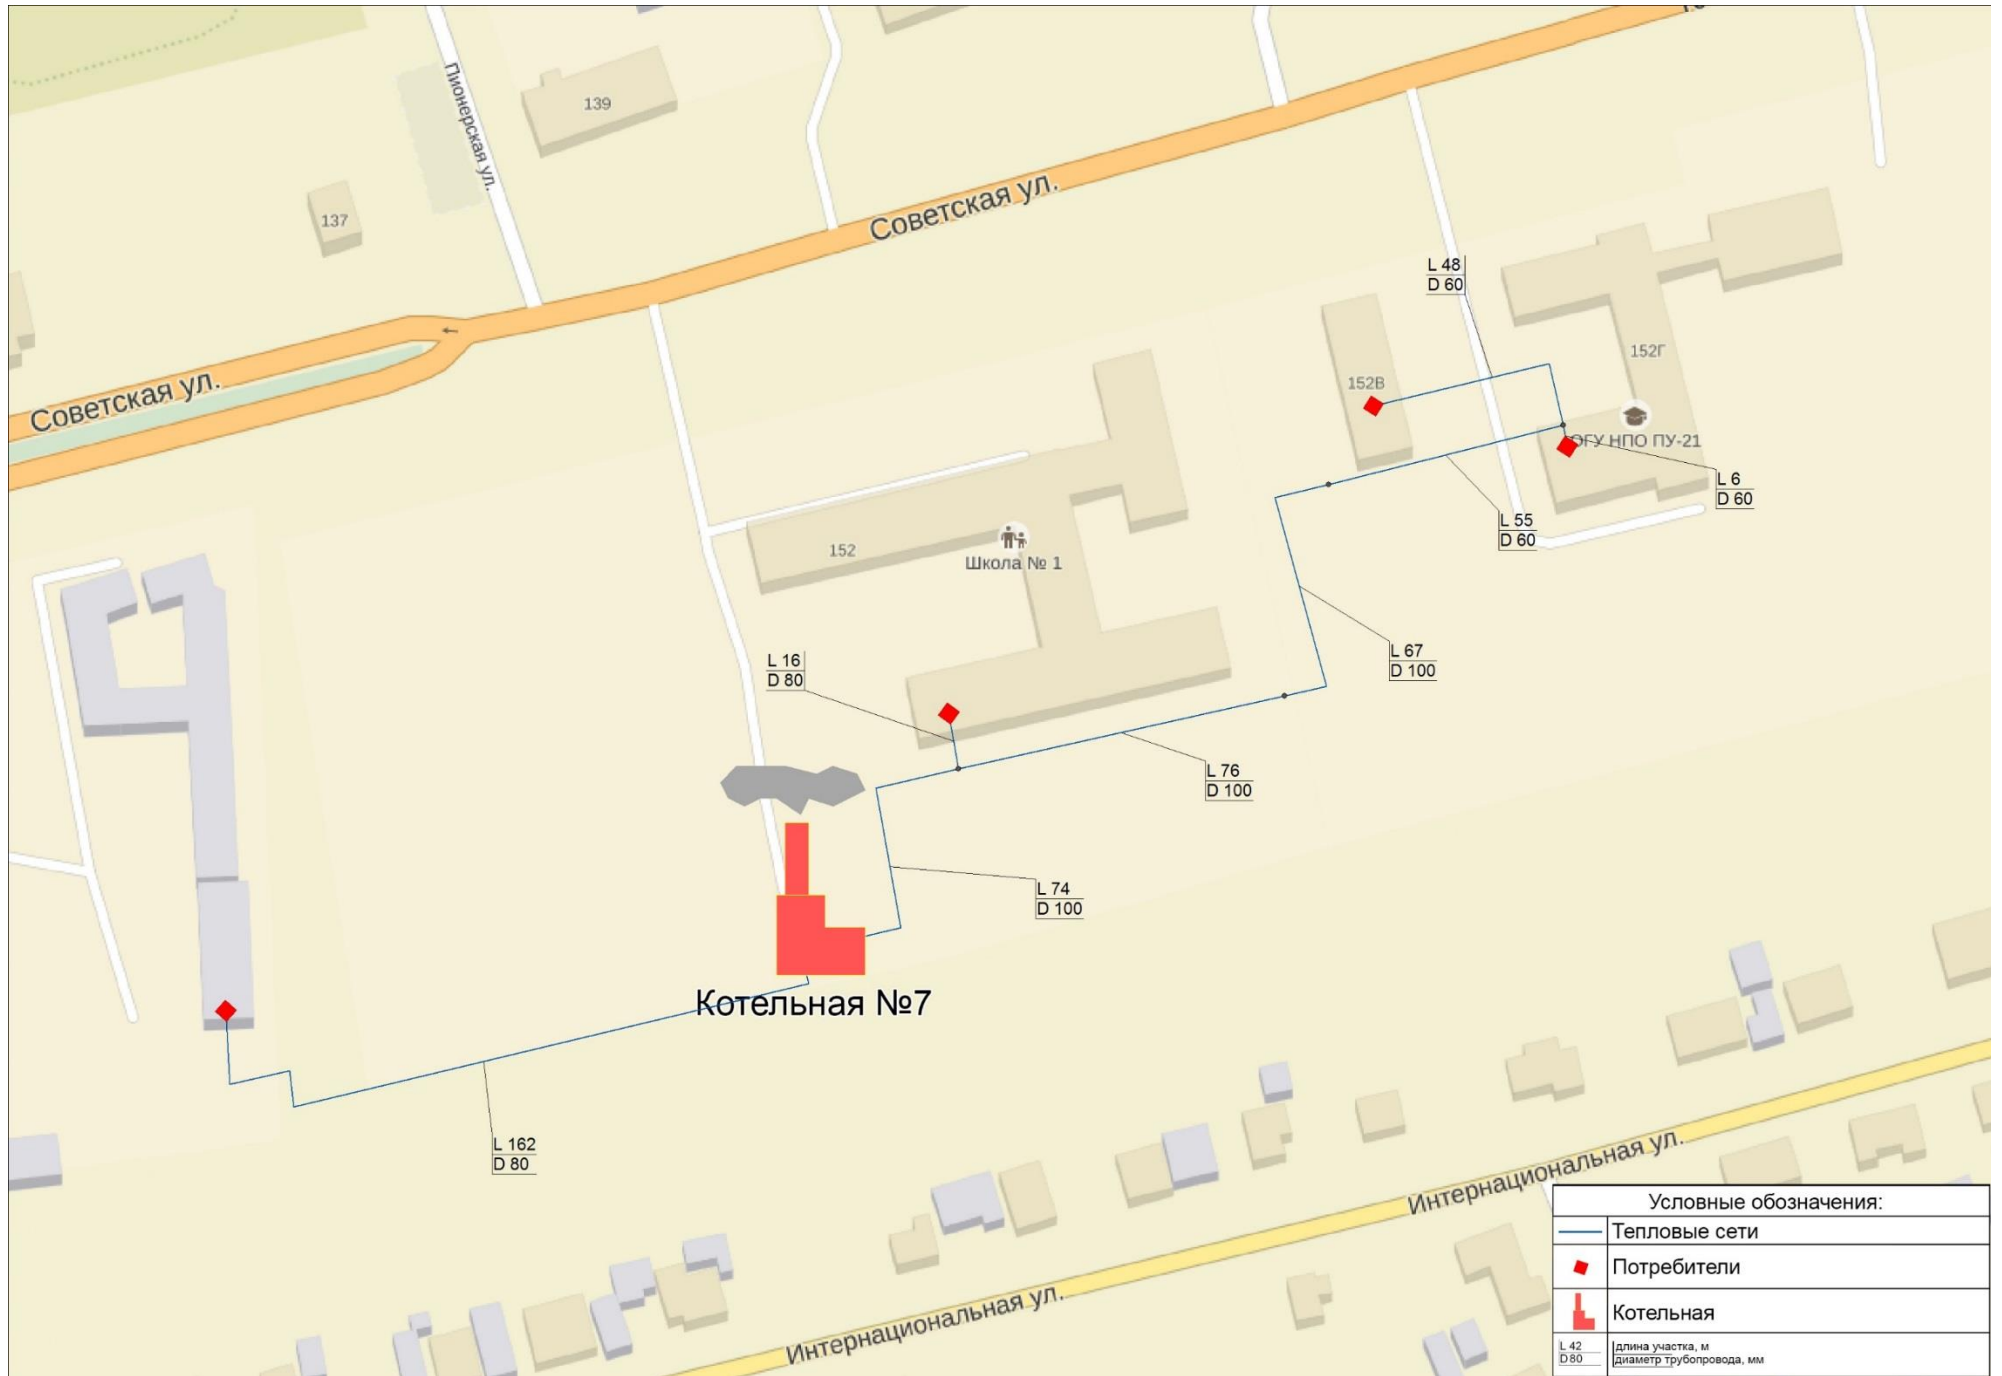 Пионерская ул.
139
137
Советская ул.
Советская ул.
L 48
D 60
152Г
152В
ОГУ НПО ПУ-21
L 6
D 60
L 55
D 60
152
Школа № 1
L 16
D 80
L 67
D 100
L 76
D 100
L 74
D 100
Котельная №7
L 162
D 80
Интернациональная ул.
Интернациональная ул.
Условные обозначения:
Тепловые сети
Потребители
Котельная
L 42 длина участка, м
D80 диаметр трубопровода, мм